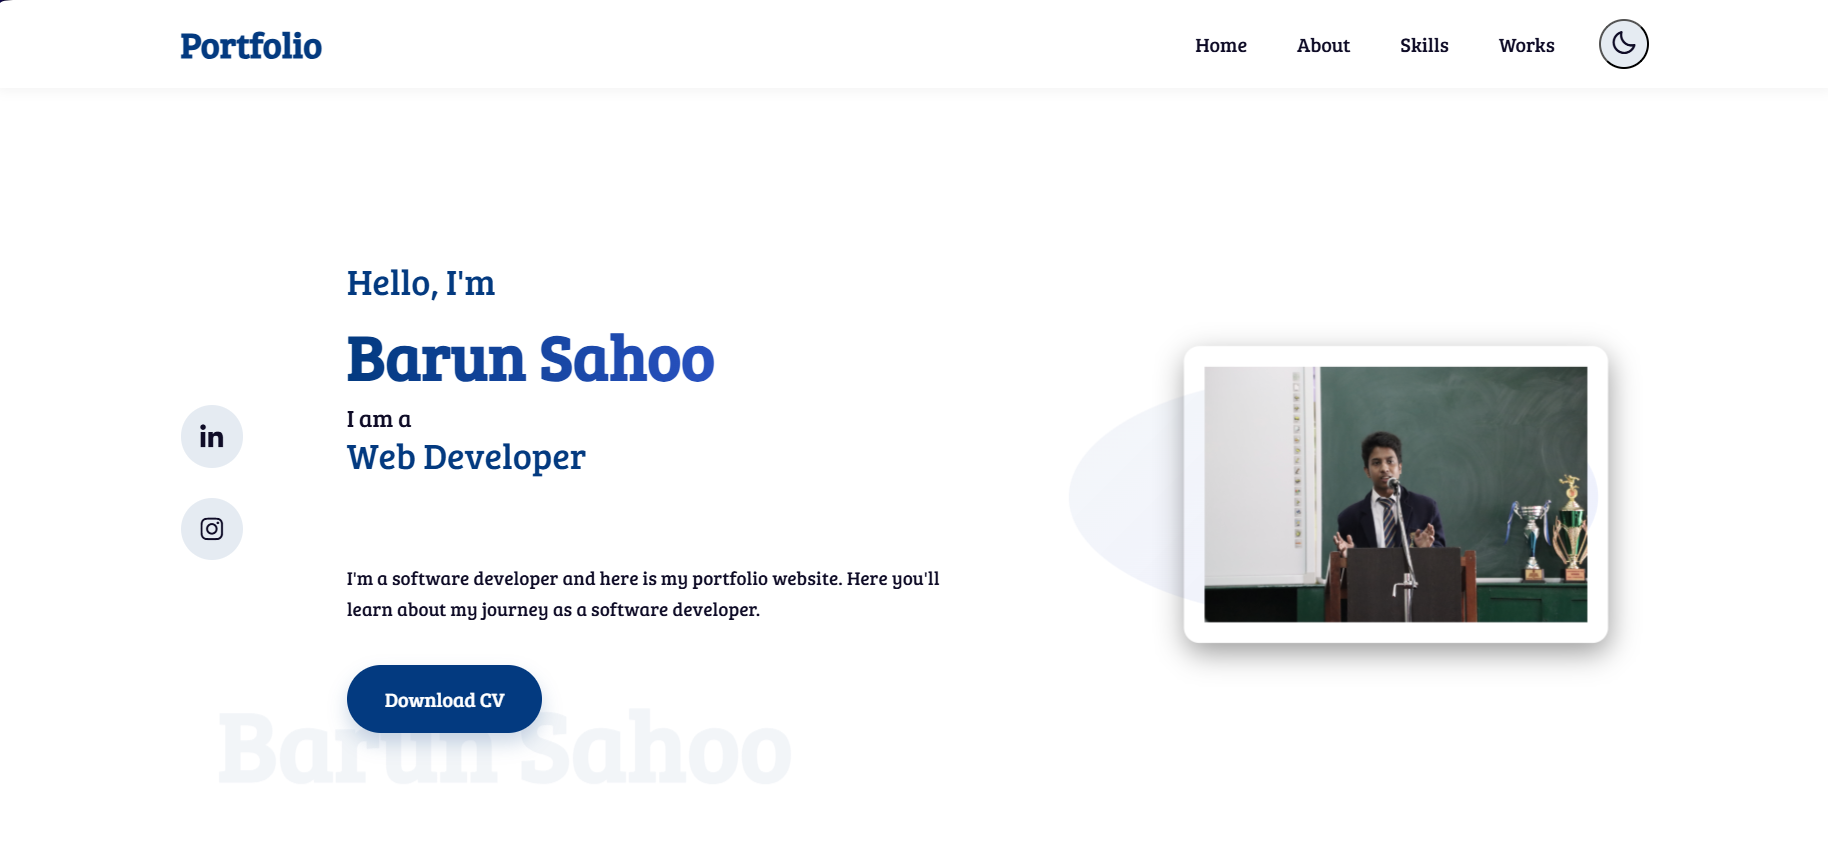 Portfolio
Home About Skills Works
Hello, I'm
Barun Sahoo
I am a
Web Developer
in
I'm a software developer and here is my portfolio website. Here you'll
learn about my journey as a software developer.
Download CV
Barun Sahoo